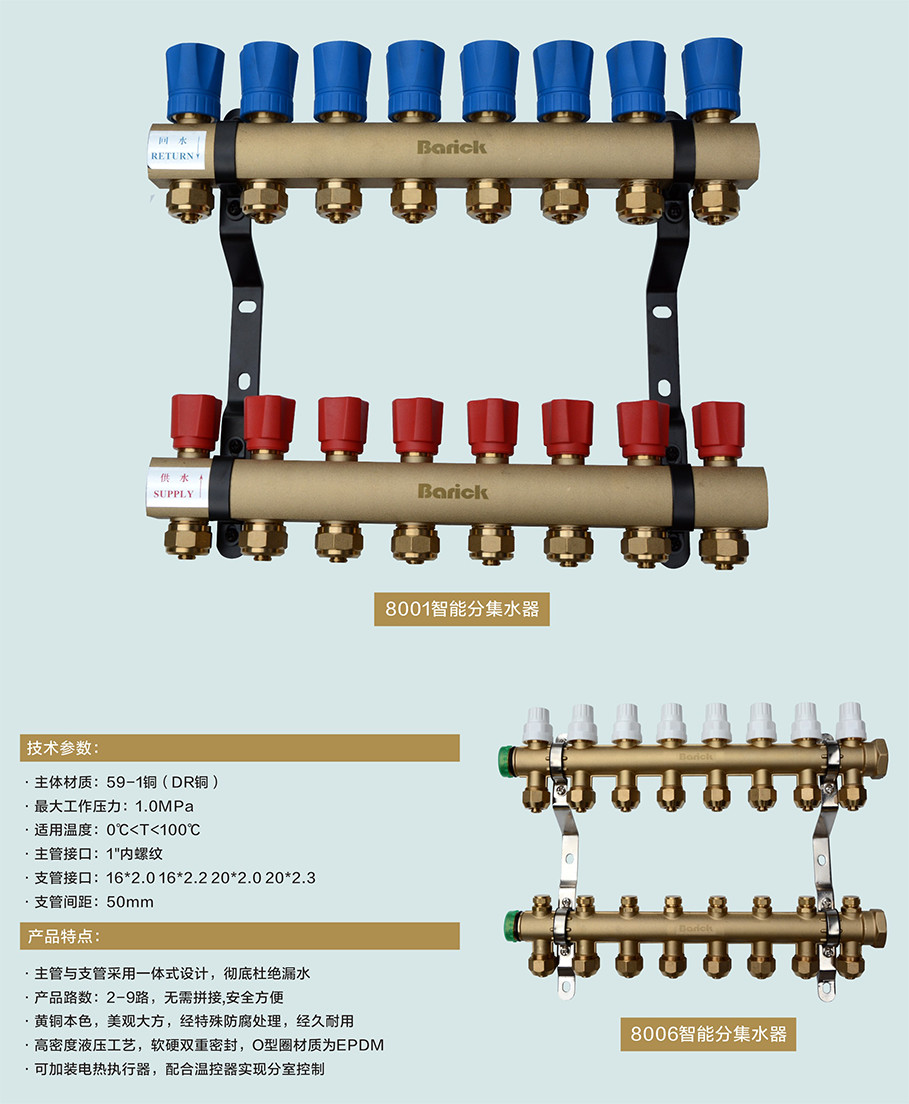 Barick
回 水
RETURN
Barick
供 水
SUPPLY
8001智能分集水器
技术参数：
· 主体材质：59-1铜（DR铜）
· 最大工作压力：1.0MPa
· 适用温度：0℃<T<100℃
· 主管接口：1"内螺纹
· 支管接口：16*2.0 16*2.2 20*2.0 20*2.3
· 支管间距：50mm
产品特点：
· 主管与支管采用一体式设计，彻底杜绝漏水
· 产品路数：2-9路，无需拼接,安全方便
· 黄铜本色，美观大方，经特殊防腐处理，经久耐用
· 高密度液压工艺，软硬双重密封，O型圈材质为EPDM
· 可加装电热执行器，配合温控器实现分室控制
Barick
Barick
8006智能分集水器